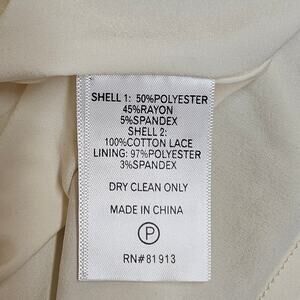 SHELL 1: 50%POLYESTER
45%RAYON
5%SPANDEX
SHELL 2:
100%COTTON LACE
LINING: 97%POLYESTER
3%SPANDEX
DRY CLEAN ONLY
MADE IN CHINA
P
RN#81913